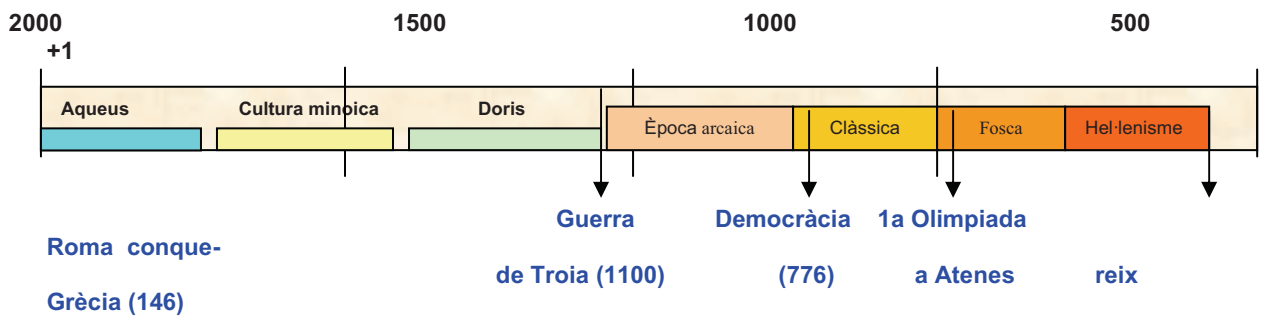 2000 1500 1000 500
+1
Aqueus Cultura minoica Doris
Època arcaica Clàssica Fosca Hel·lenisme
Guerra Democràcia 1a Olimpiada
Roma conque-
de Troia (1100) (776) a Atenes reix
Grècia (146)